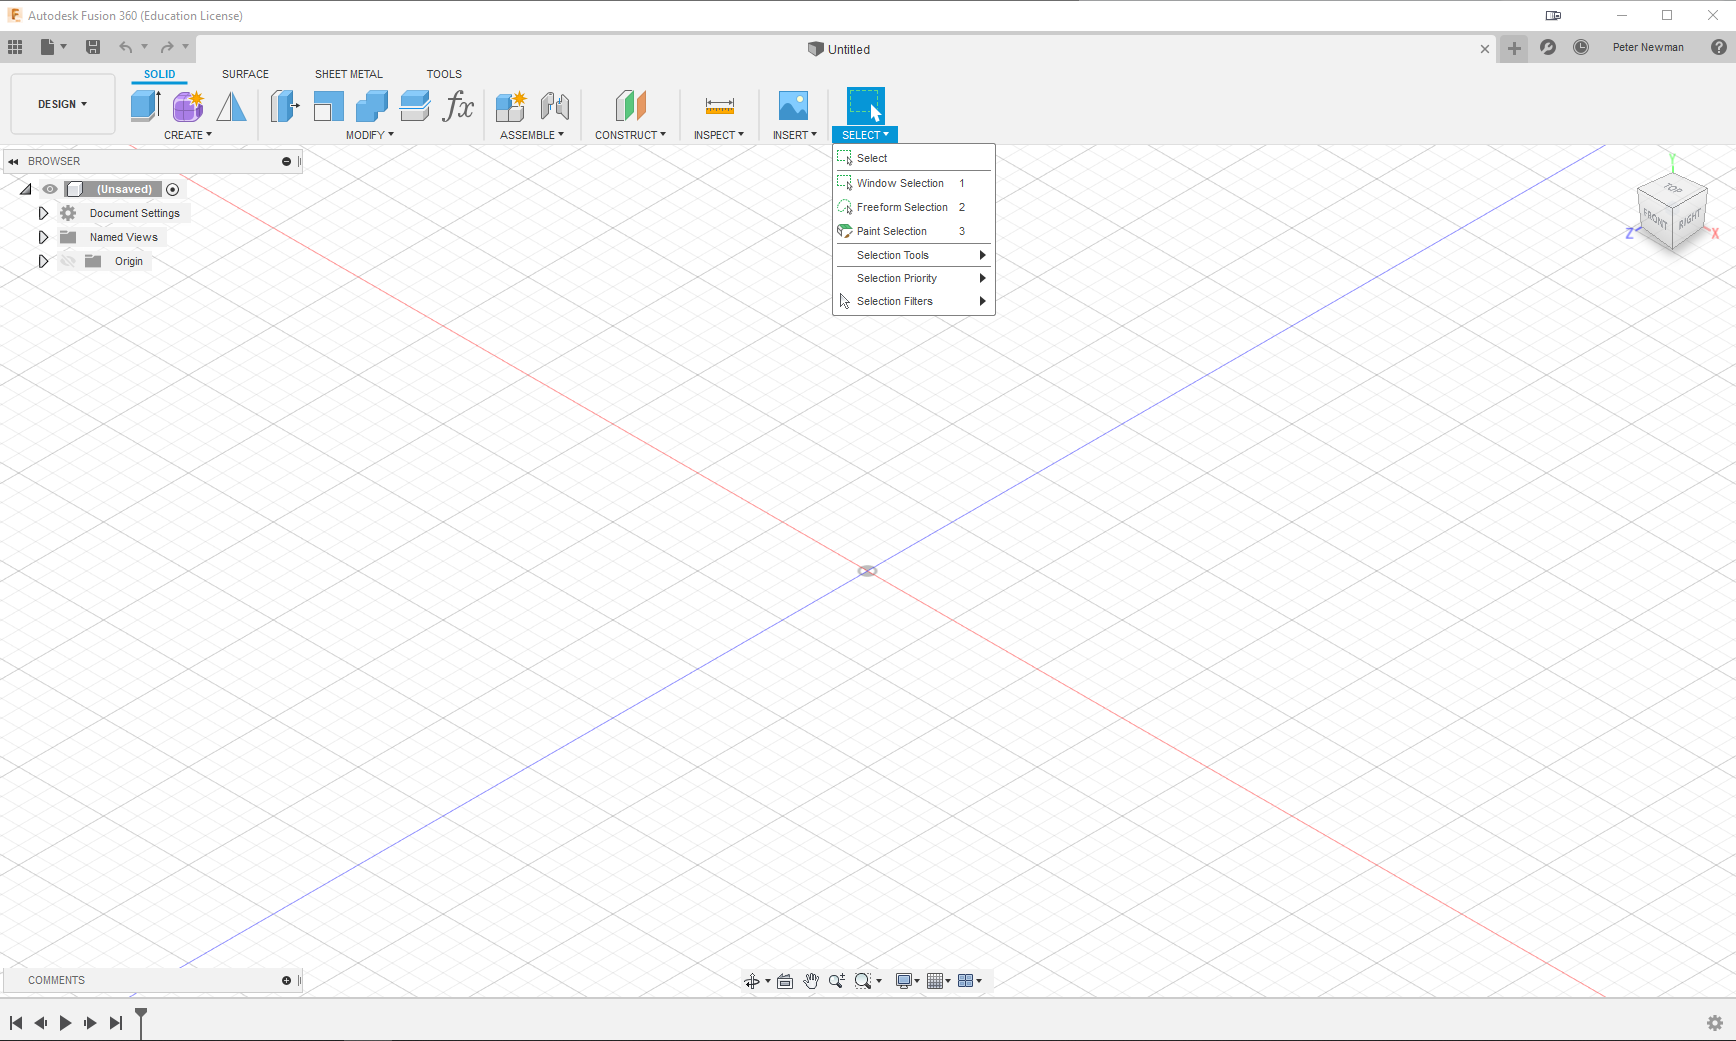 Autodesk Fusion 360 (Education License)
Untitled
Peter Newman
SOLID SURFACE SHEET METAL TOOLS
DESIGN
CREATE MODIFY ASSEMBLE CONSTRUCT INSPECT INSERT SELECT
BROWSER
(Unsaved)
Document Settings
Named Views
Origin
Select
Window Selection 1
Freeform Selection 2
Paint Selection 3
Selection Tools
Selection Priority
Selection Filters
Y
TOP
FRONT RIGHT
Z X
COMMENTS